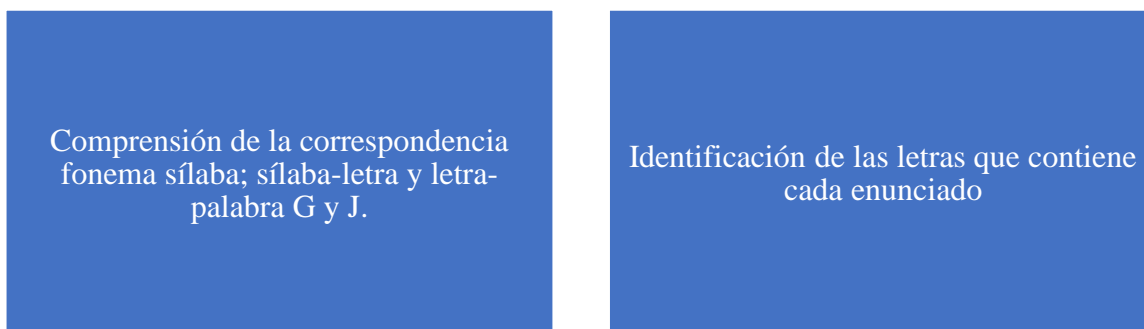 Comprensión de la correspondencia
fonema sílaba; sílaba-letra y letra-
palabra G y J.
Identificación de las letras que contiene
cada enunciado